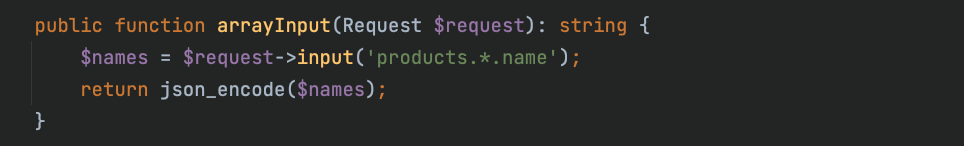 public function arrayInput(Request $request): string {
    $names = $request->input('products.*.name');
    return json_encode($names);
}